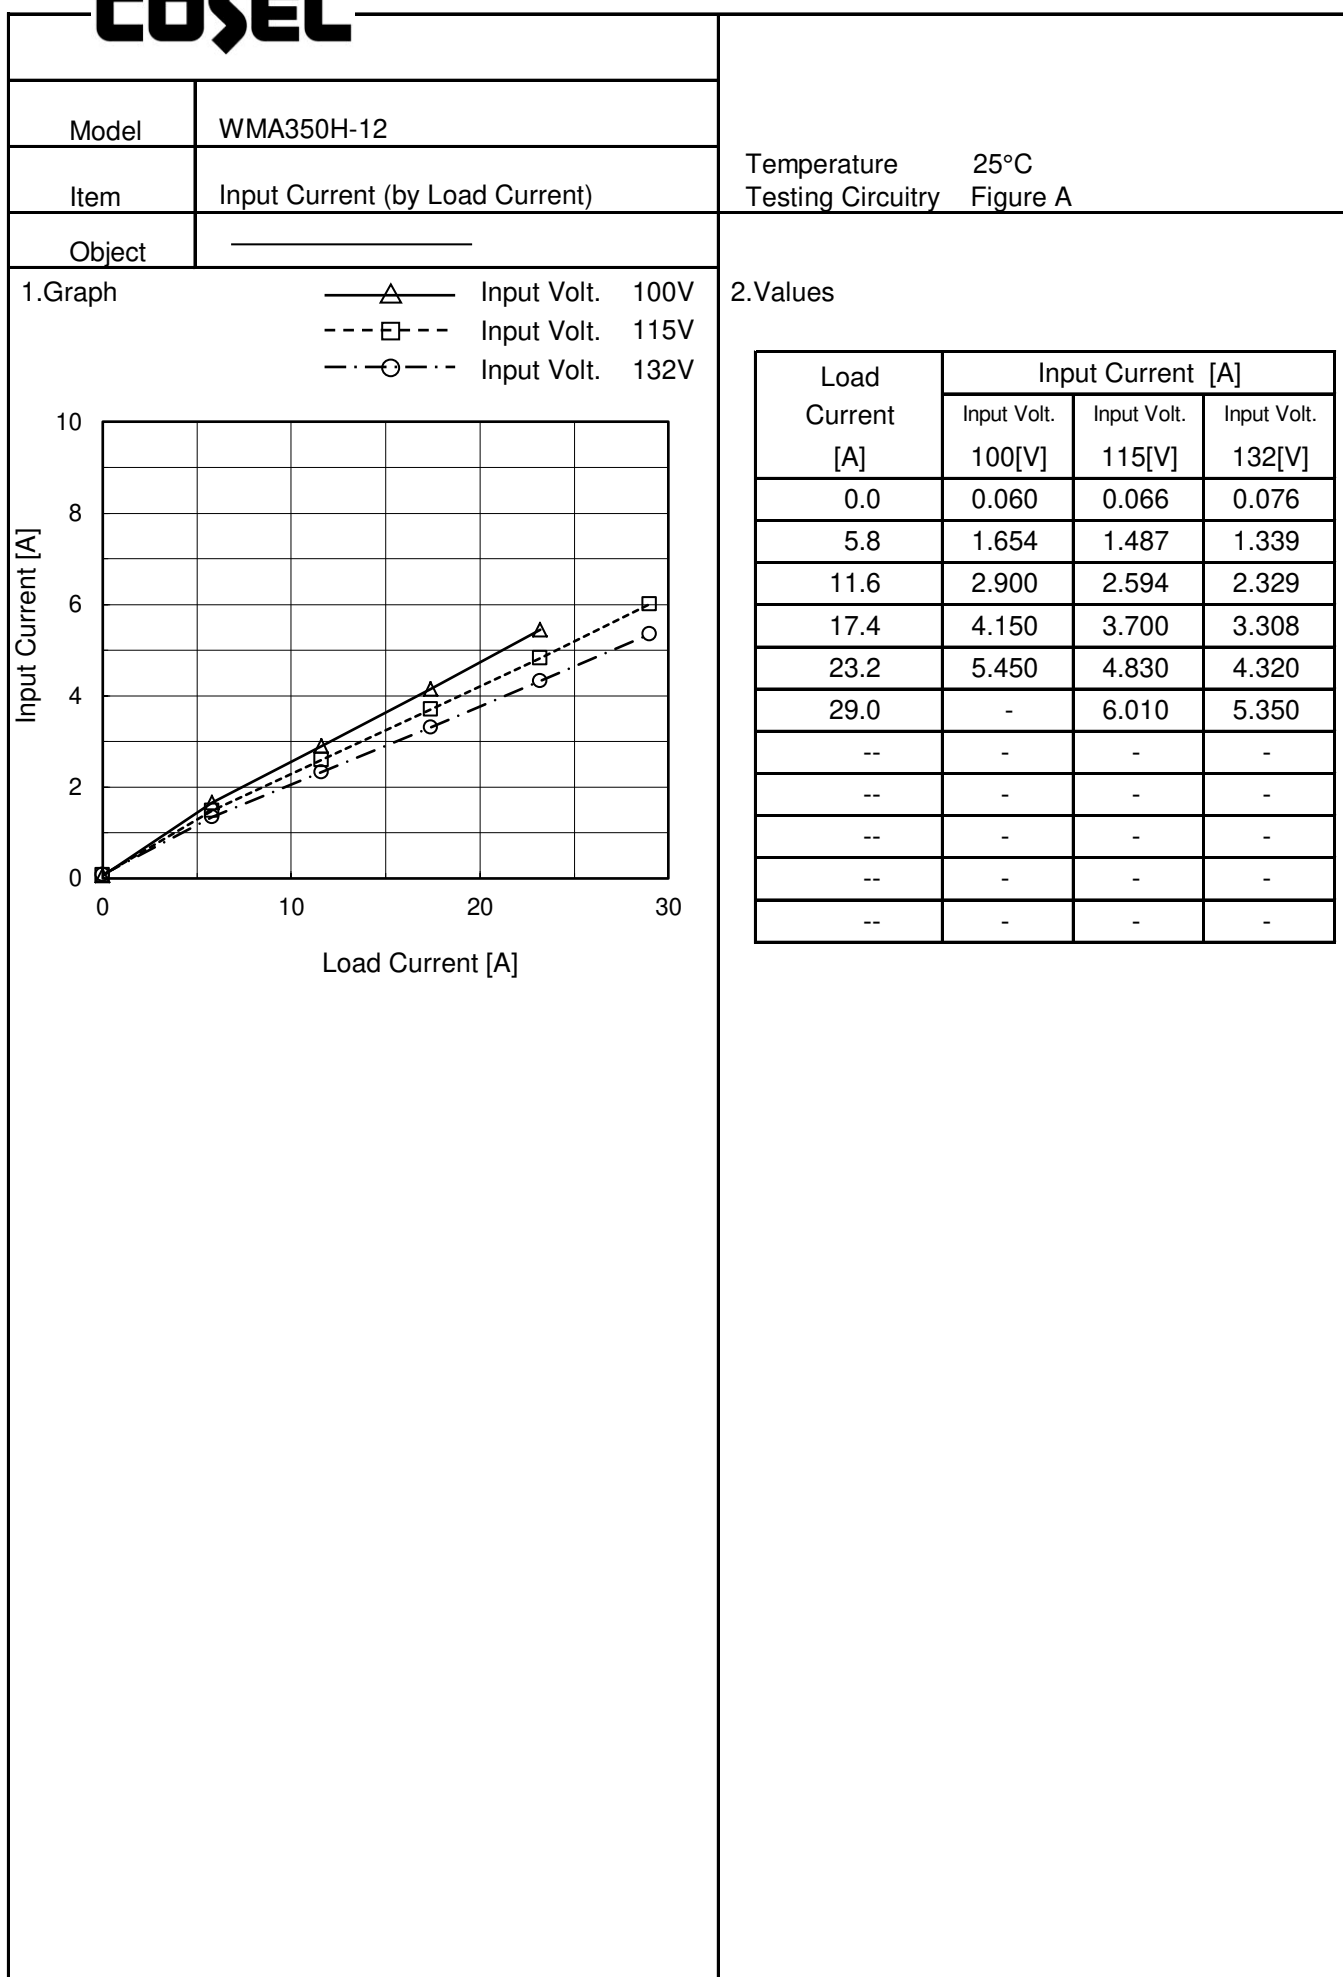 COSEL
Model WMA350H-12
Item Input Current (by Load Current)
Temperature 25°C
Testing Circuitry Figure A
Object
1.Graph
Input Volt. 100V
Input Volt. 115V
Input Volt. 132V
10
8
6
4
2
0
Input Current [A]
0 10 20 30
Load Current [A]
2.Values
Load Current [A] Input Current [A]
Input Volt. 100[V] Input Volt. 115[V] Input Volt. 132[V]
0.0 0.060 0.066 0.076
5.8 1.654 1.487 1.339
11.6 2.900 2.594 2.329
17.4 4.150 3.700 3.308
23.2 5.450 4.830 4.320
29.0 - 6.010 5.350
-- - - -
-- - - -
-- - - -
-- - - -
-- - - -